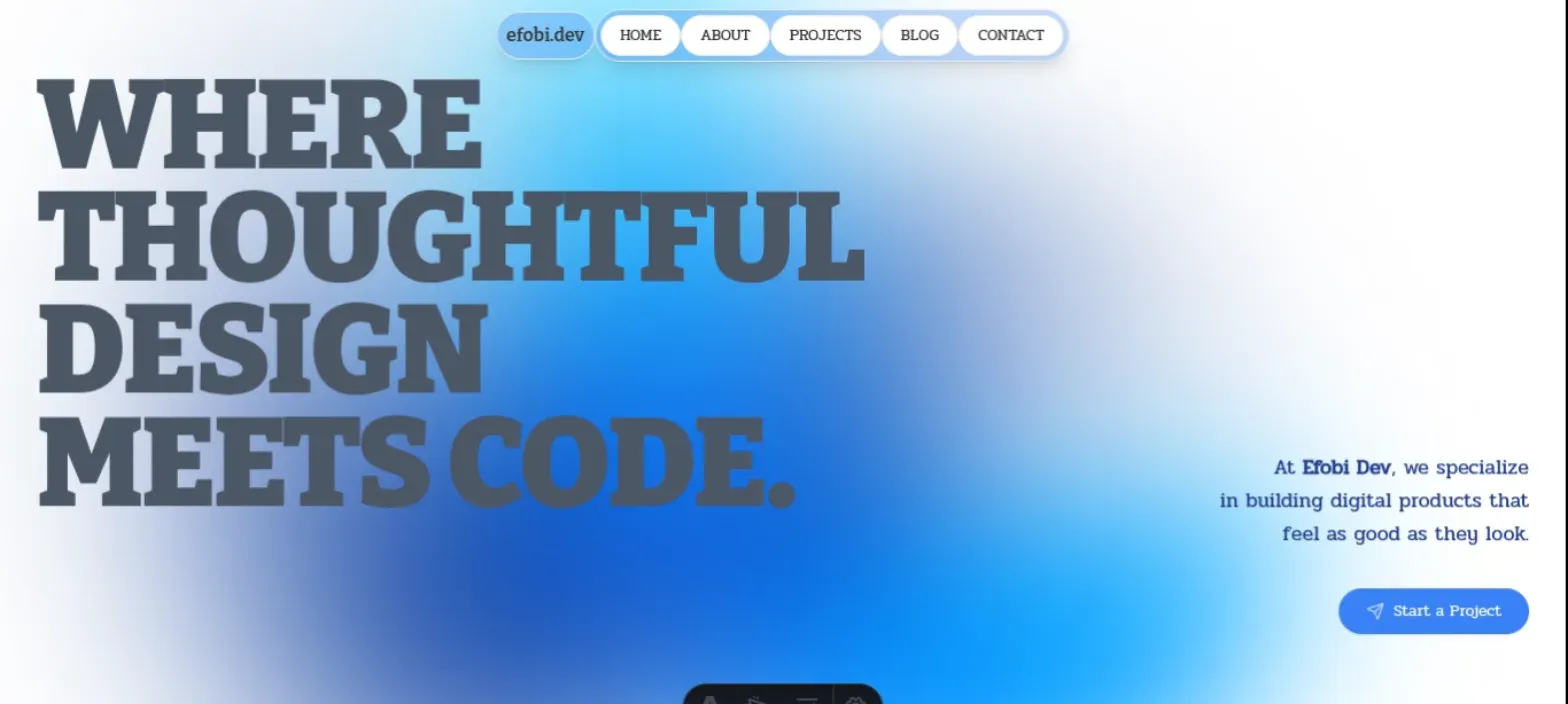 efobi.dev
HOME ABOUT PROJECTS BLOG CONTACT
WHERE
THOUGHTFUL
DESIGN
MEETS CODE.
At Efobi Dev, we specialize
in building digital products that
feel as good as they look.
Start a Project